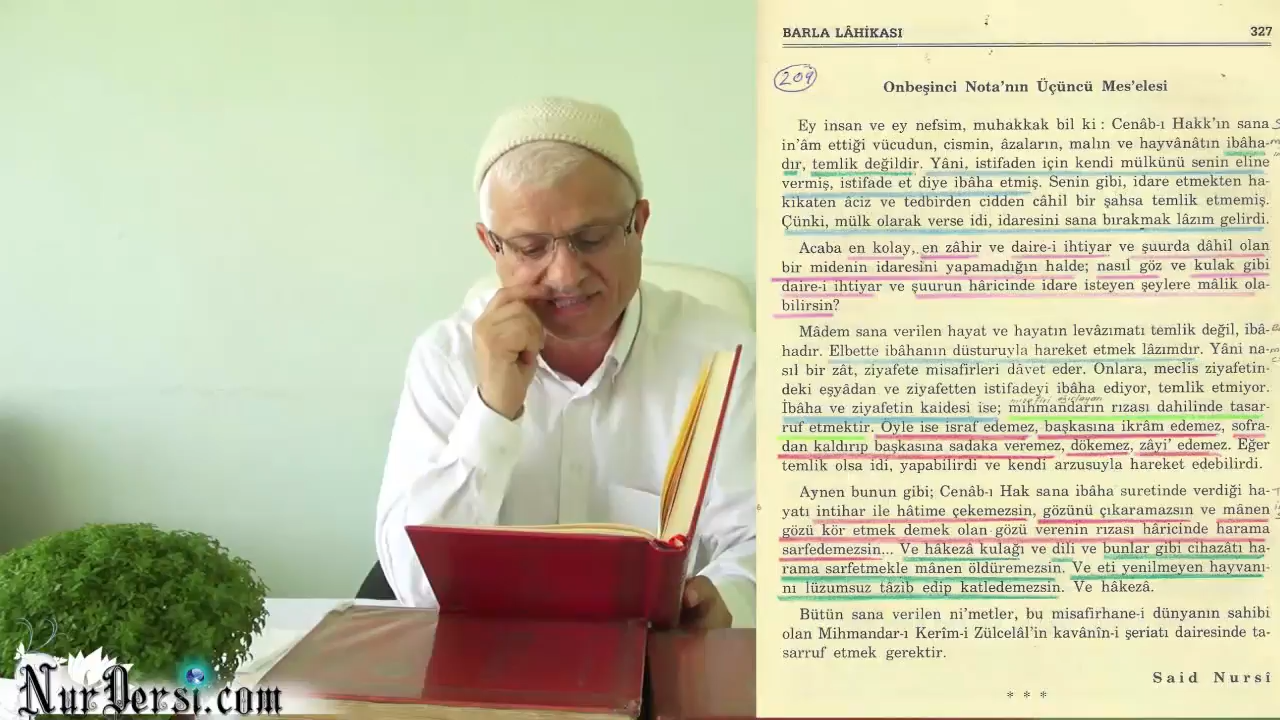 BARLA LÂHİKASI 327
209
Onbeşinci Nota'nın Üçüncü Mes'elesi
Ey insan ve ey nefsim, muhakkak bil ki : Cenâb-ı Hakk'ın sana
in'âm ettiği vücudun, cismin, âzaların, malın ve hayvânâtın ibâha-
dır, temlik değildir. Yâni, istifaden için kendi mülkünü senin eline
vermiş, istifade et diye ibâha etmiş. Senin gibi, idare etmekten ha-
kikaten âciz ve tedbirden cidden câhil bir şahsa temlik etmemiş.
Çünki, mülk olarak verse idi, idaresini sana bırakmak lâzım gelirdi.
Acaba en kolay, en zâhir ve daire-i ihtiyar ve şuurda dâhil olan
bir midenin idaresini yapamadığın halde; nasıl göz ve kulak gibi
daire-i ihtiyar ve şuurun hâricinde idare isteyen şeylere mâlik ola-
bilirsin?
Mâdem sana verilen hayat ve hayatın levâzımatı temlik değil, ibâ-
hadır. Elbette ibâhanın düsturuyla hareket etmek lâzımdır. Yâni na-
sıl bir zât, ziyafete misafirleri dâvet eder. Onlara, meclis ziyafetin-
deki eşyâdan ve ziyafetten istifadeyi ibâha ediyor, temlik etmiyor.
İbâha ve ziyafetin kaidesi ise; mihmandarın rızası dahilinde tasar-
ruf etmektir. Öyle ise israf edemez, başkasına ikrâm edemez, sofra-
dan kaldırıp başkasına sadaka veremez, dökemez, zâyi' edemez. Eğer
temlik olsa idi, yapabilirdi ve kendi arzusuyla hareket edebilirdi.
Aynen bunun gibi; Cenâb-ı Hak sana ibâha suretinde verdiği ha-
yatı intihar ile hâtime çekemezsin, gözünü çıkaramazsın ve mânen
gözü kör etmek demek olan gözü verenin rızası hâricinde harama
sarfedemezsin... Ve hâkezâ kulağı ve dili ve bunlar gibi cihazâtı ha-
rama sarfetmekle mânen öldüremezsin. Ve eti yenilmeyen hayvanı-
nı lüzumsuz tâzib edip katledemezsin. Ve hâkezâ.
Bütün sana verilen ni'metler, bu misafirhane-i dünyanın sahibi
olan Mihmandar-ı Kerîm-i Zülcelâl'in kavânîn-i şeriatı dairesinde ta-
sarruf etmek gerektir.
Said Nursî
* * *
NurDersi.com